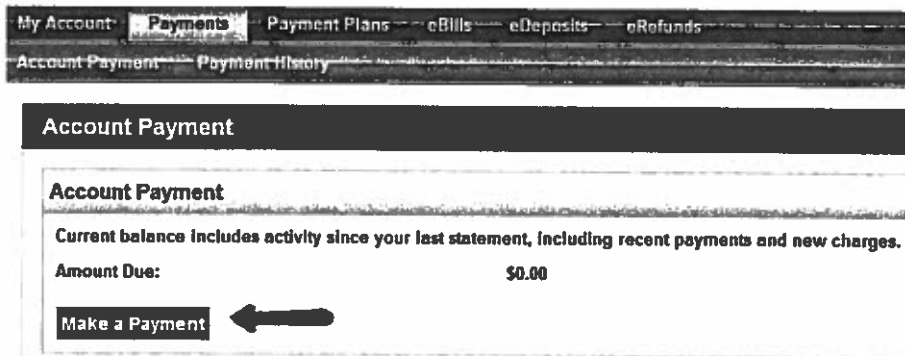 My Account Payments Payment Plans eBills eDeposits eRefunds
Account Payment Payment History
Account Payment
Account Payment
Current balance includes activity since your last statement, including recent payments and new charges.
Amount Due: $0.00
Make a Payment